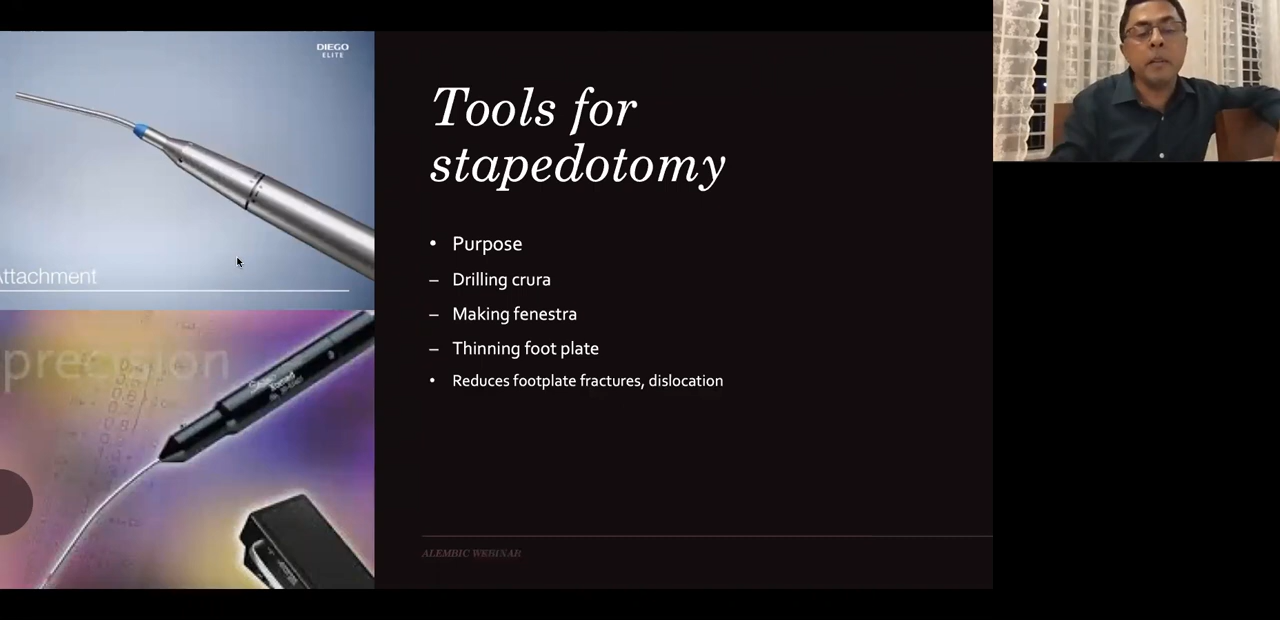 DIEGO
ELITE
Attachment
precision
Tools for
stapedotomy
• Purpose
– Drilling crura
– Making fenestra
– Thinning foot plate
• Reduces footplate fractures, dislocation
ALEMBIC WEBINAR